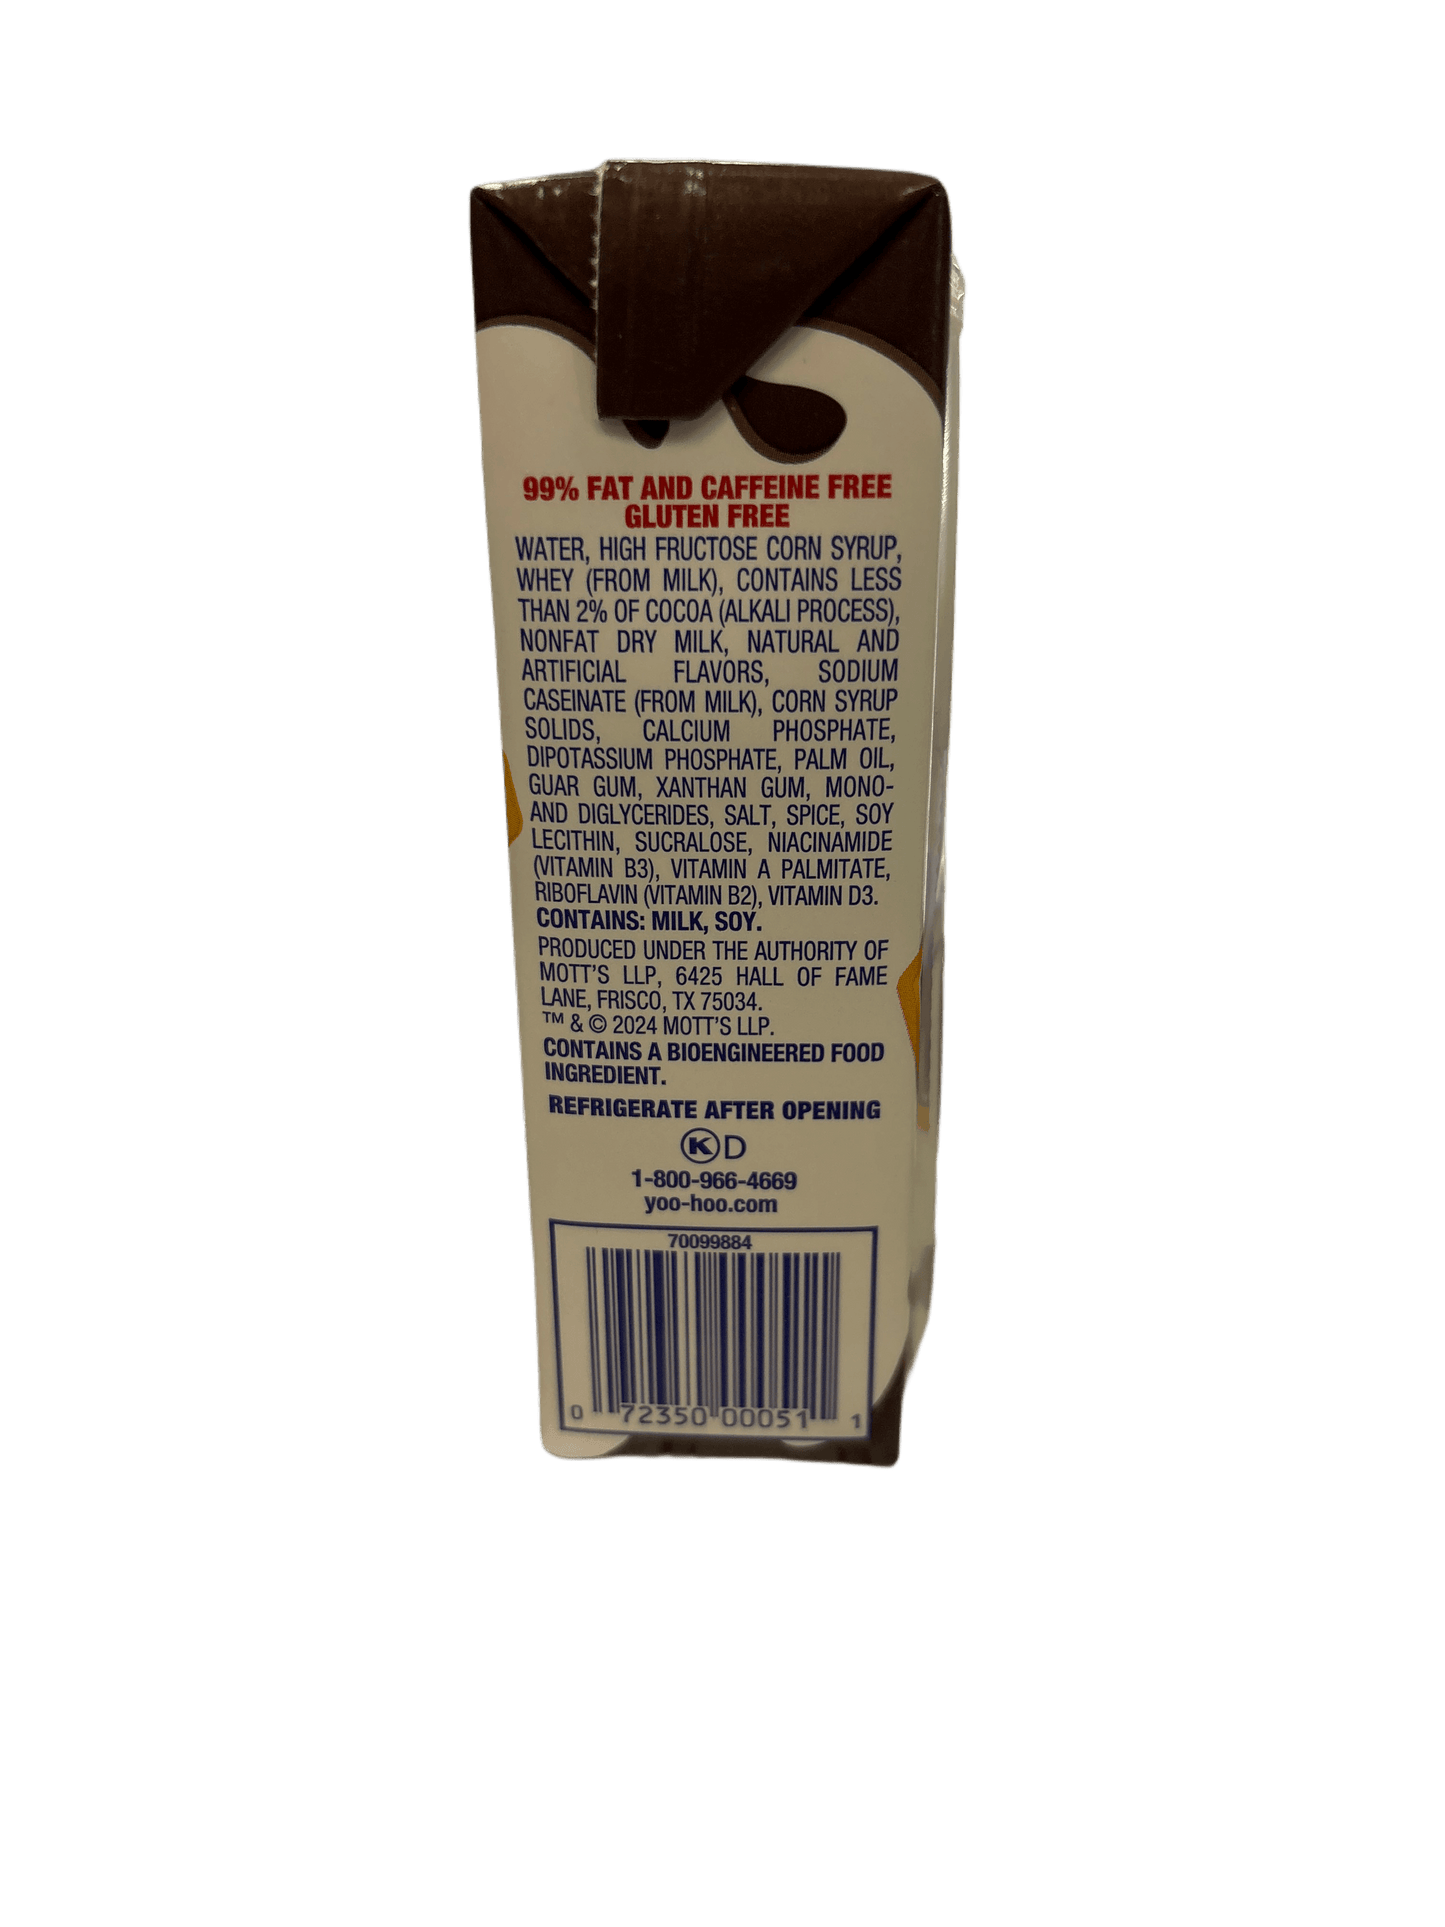 99% FAT AND CAFFEINE FREE
GLUTEN FREE
WATER, HIGH FRUCTOSE CORN SYRUP,
WHEY (FROM MILK), CONTAINS LESS
THAN 2% OF COCOA (ALKALI PROCESS),
NONFAT DRY MILK, NATURAL AND
ARTIFICIAL FLAVORS, SODIUM
CASEINATE (FROM MILK), CORN SYRUP
SOLIDS, CALCIUM PHOSPHATE,
DIPOTASSIUM PHOSPHATE, PALM OIL,
GUAR GUM, XANTHAN GUM, MONO-
AND DIGLYCERIDES, SALT, SPICE, SOY
LECITHIN, SUCRALOSE, NIACINAMIDE
(VITAMIN B3), VITAMIN A PALMITATE,
RIBOFLAVIN (VITAMIN B2), VITAMIN D3.
CONTAINS: MILK, SOY.
PRODUCED UNDER THE AUTHORITY OF
MOTT'S LLP, 6425 HALL OF FAME
LANE, FRISCO, TX 75034.
™ & © 2024 MOTT'S LLP.
CONTAINS A BIOENGINEERED FOOD
INGREDIENT.
REFRIGERATE AFTER OPENING
K D
1-800-966-4669
yoo-hoo.com
70099884
0 72350 00051 1